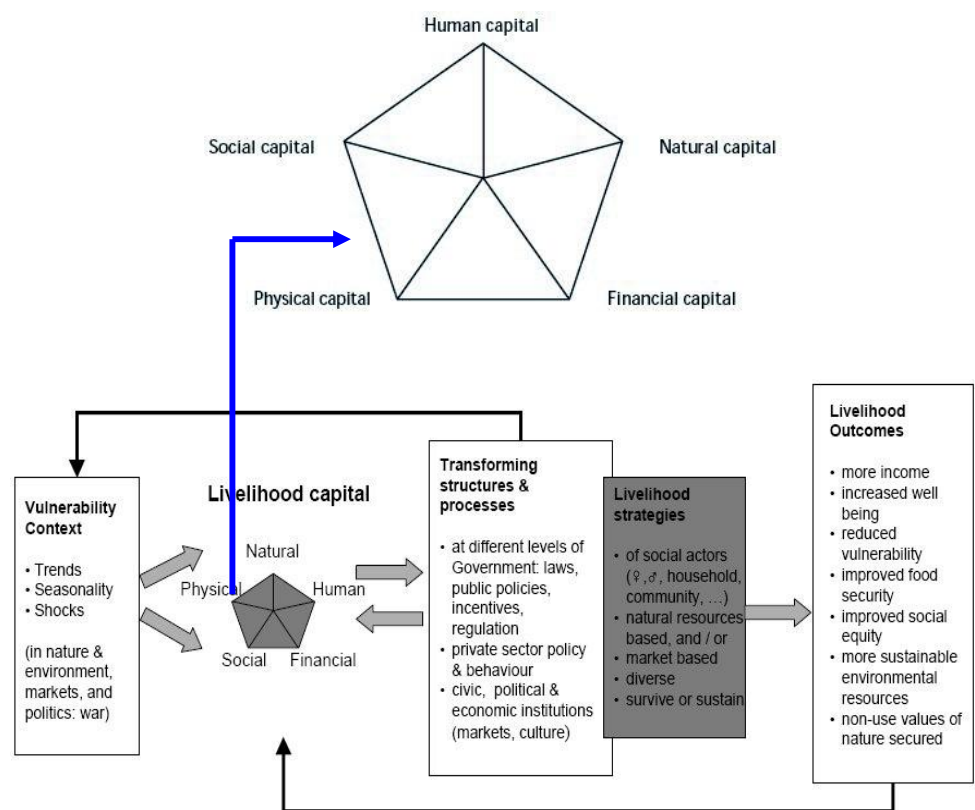 Human capital
Social capital
Natural capital
Physical capital
Financial capital
Vulnerability
Context
• Trends
• Seasonality
• Shocks
(in nature &
environment,
markets, and
politics: war)
Livelihood capital
Natural
Physical
Human
Social
Financial
Transforming
structures &
processes
• at different levels of
Government: laws,
public policies,
incentives,
regulation
• private sector policy
& behaviour
• civic, political &
economic institutions
(markets, culture)
Livelihood
strategies
• of social actors
(♀,♂, household,
community, …)
• natural resources
based, and / or
• market based
• diverse
• survive or sustain
Livelihood
Outcomes
• more income
• increased well
being
• reduced
vulnerability
• improved food
security
• improved social
equity
• more sustainable
environmental
resources
• non-use values of
nature secured